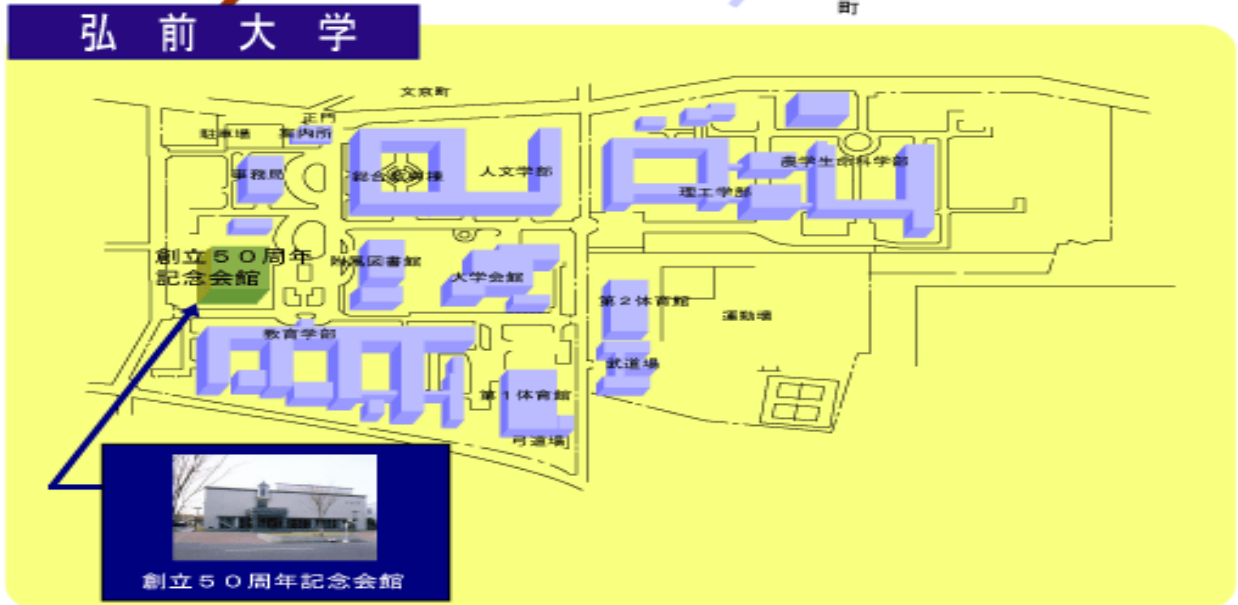 町
弘前大学
文京町
正門
駐車場
案内所
事務局
総合教育棟
人文学部
理工学部
農学生命科学部
創立５０周年
記念会館
附属図書館
大学会館
第２体育館
運動場
教育学部
武道場
第１体育館
弓道場
創立５０周年記念会館